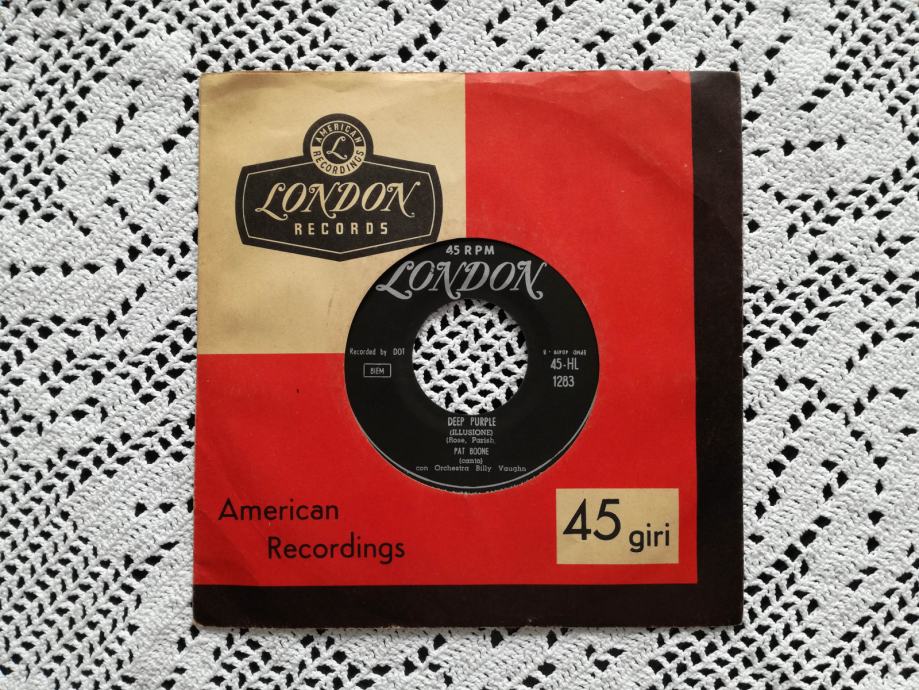 AMERICAN
L
RECORDINGS
LONDON
RECORDS
45 RPM
LONDON
Recorded by DOT
BIEM
45-HL
1283
DEEP PURPLE
(ILLUSIONE)
(Rose, Parish,
PAT BOONE
(canto)
con Orchestra Billy Vaughn
American
Recordings
45 giri